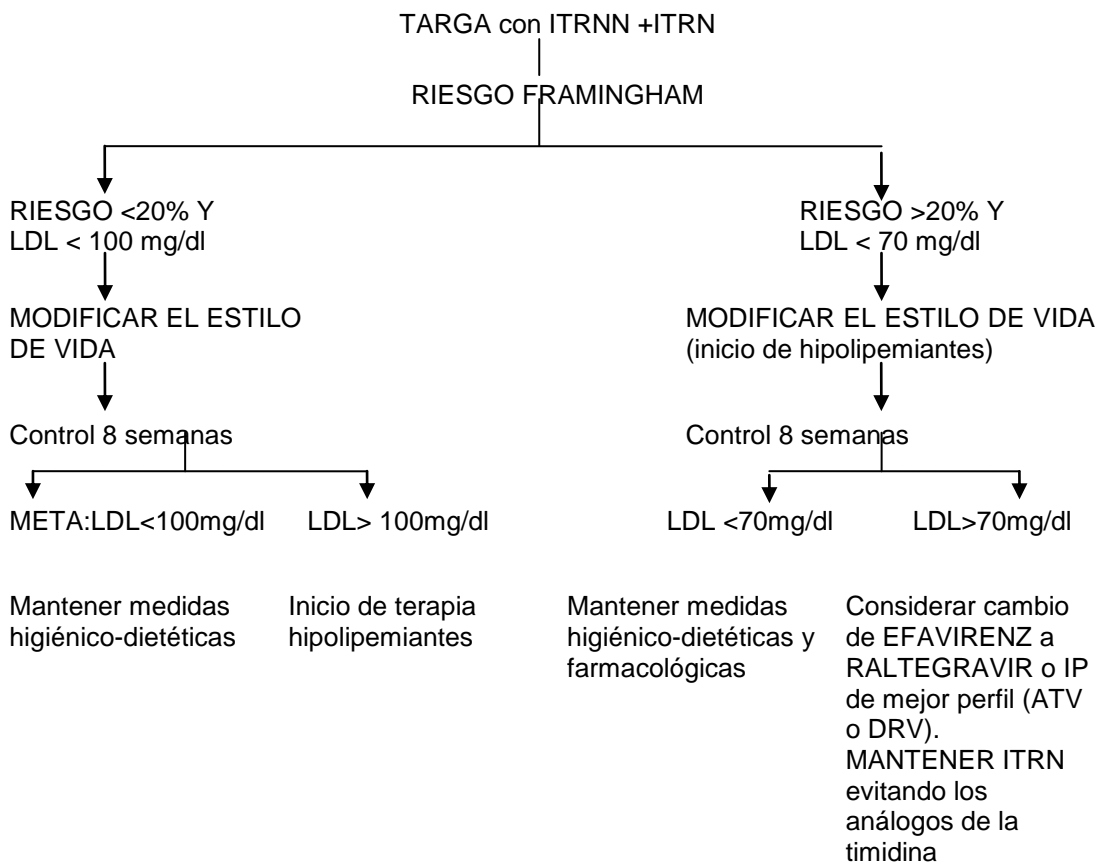 TARGA con ITRNN +ITRN
RIESGO FRAMINGHAM
RIESGO <20% Y
LDL < 100 mg/dl
RIESGO >20% Y
LDL < 70 mg/dl
MODIFICAR EL ESTILO
DE VIDA
MODIFICAR EL ESTILO DE VIDA
(inicio de hipolipemiantes)
Control 8 semanas
Control 8 semanas
META:LDL<100mg/dl
LDL> 100mg/dl
LDL <70mg/dl
LDL>70mg/dl
Mantener medidas
higiénico-dietéticas
Inicio de terapia
hipolipemiantes
Mantener medidas
higiénico-dietéticas y
farmacológicas
Considerar cambio
de EFAVIRENZ a
RALTEGRAVIR o IP
de mejor perfil (ATV
o DRV).
MANTENER ITRN
evitando los
análogos de la
timidina